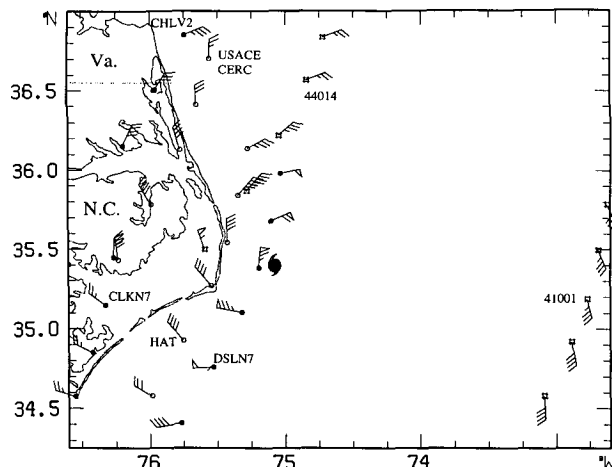 N
CHLV2
Va.
USACE
CERC
36.5
44014
36.0
N.C.
35.5
41001
CLKN7
35.0
HAT
DSLN7
34.5
76
75
74